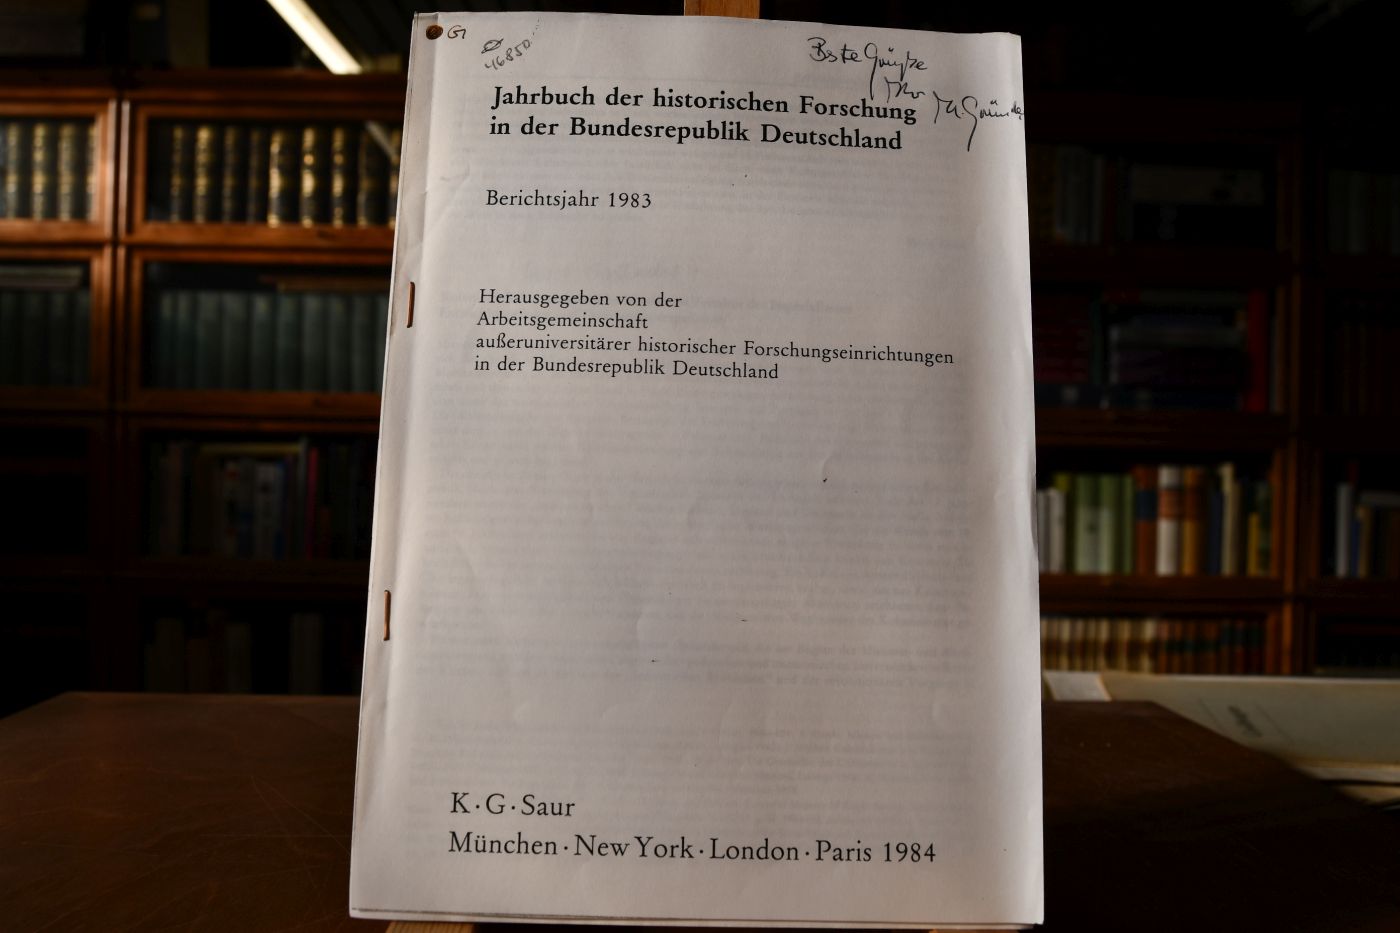 G1
46850
Beste Grüße
Ihr
Jahrbuch der historischen Forschung
in der Bundesrepublik Deutschland
Berichtsjahr 1983
Herausgegeben von der
Arbeitsgemeinschaft
außeruniversitärer historischer Forschungseinrichtungen
in der Bundesrepublik Deutschland
K·G·Saur
München·New York·London·Paris 1984